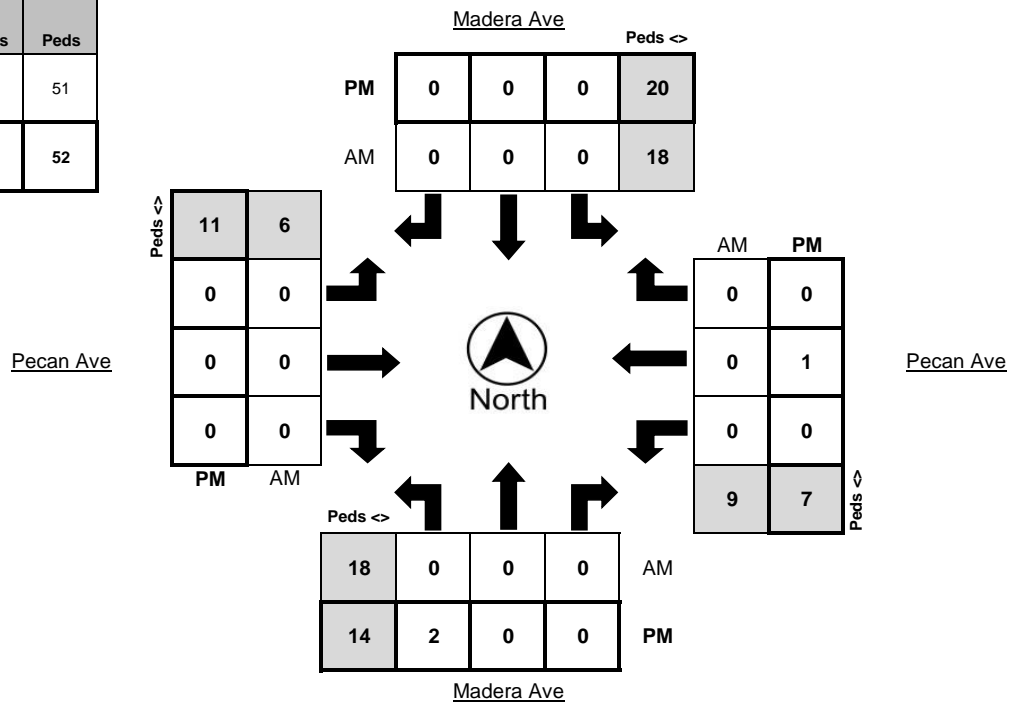 Madera Ave
Peds <>
Peds
51
52
PM 0 0 0 20
AM 0 0 0 18
Peds <> 11 6
AM PM
0 0
0 0
0 0
0 1
0 0
0 0
Pecan Ave
Pecan Ave
North
PM AM
9 7 Peds <>
Peds <>
18 0 0 0 AM
14 2 0 0 PM
Madera Ave